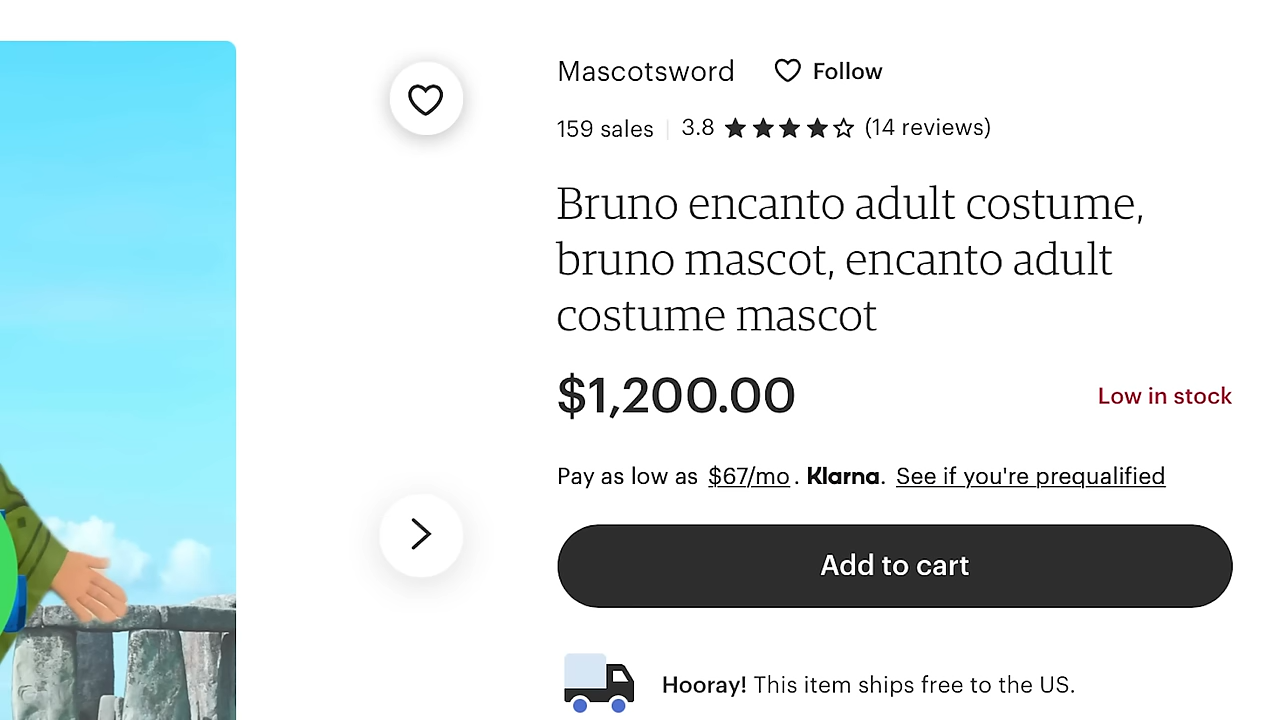 Mascotsword Follow
159 sales 3.8 (14 reviews)
Bruno encanto adult costume,
bruno mascot, encanto adult
costume mascot
$1,200.00 Low in stock
Pay as low as $67/mo. Klarna. See if you're prequalified
Add to cart
Hooray! This item ships free to the US.